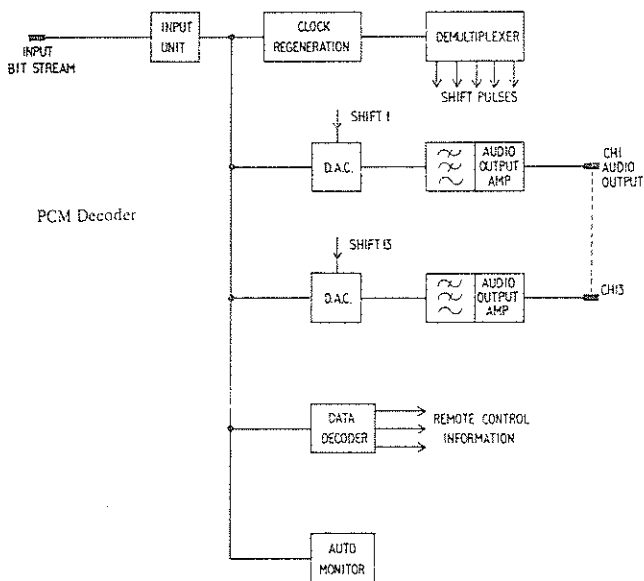 INPUT
BIT STREAM
INPUT
UNIT
CLOCK
REGENERATION
DEMULTIPLEXER
SHIFT PULSES
SHIFT 1
D.A.C.
AUDIO
OUTPUT
AMP
CH1
AUDIO
OUTPUT
PCM Decoder
SHIFT 13
D.A.C.
AUDIO
OUTPUT
AMP
CH13
DATA
DECODER
REMOTE CONTROL
INFORMATION
AUTO
MONITOR